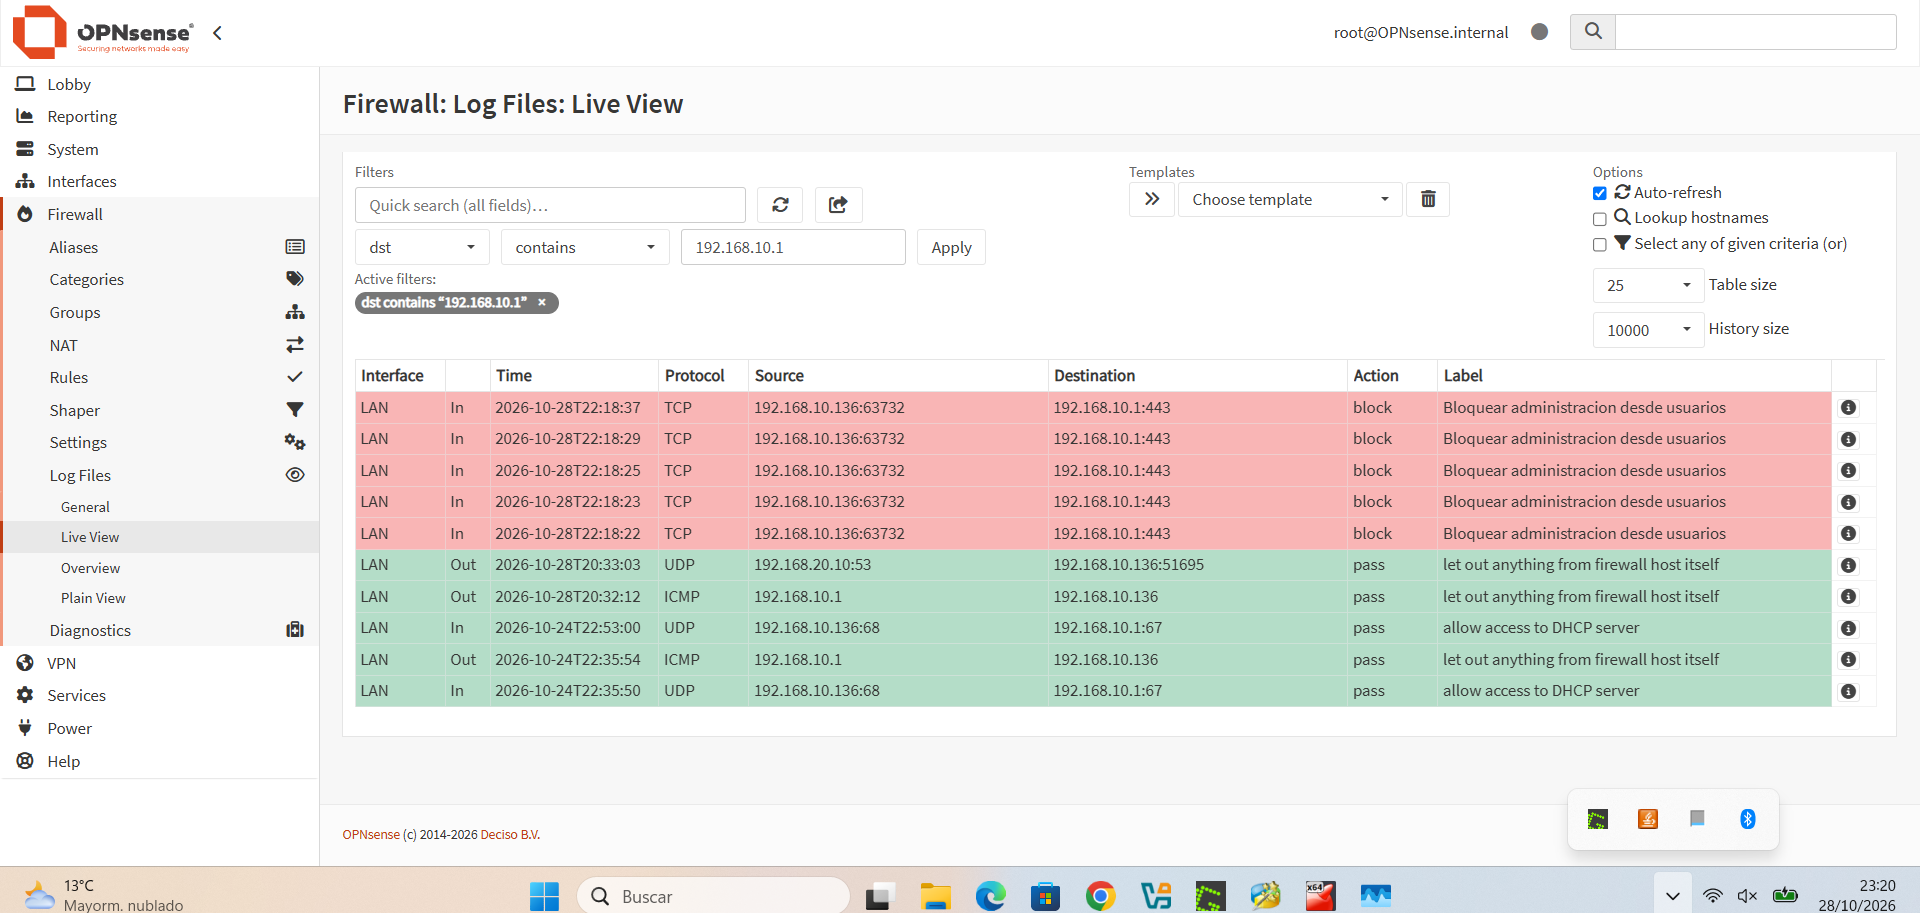 OPNsense
Securing networks made easy
root@OPNsense.internal
Lobby
Reporting
System
Interfaces
Firewall
Aliases
Categories
Groups
NAT
Rules
Shaper
Settings
Log Files
General
Live View
Overview
Plain View
Diagnostics
VPN
Services
Power
Help
Firewall: Log Files: Live View
Filters
Quick search (all fields)...
dst contains 192.168.10.1 Apply
Active filters:
dst contains “192.168.10.1” ×
Templates
Choose template
Options
Auto-refresh
Lookup hostnames
Select any of given criteria (or)
25 Table size
10000 History size
Interface Time Protocol Source Destination Action Label
LAN In 2026-10-28T22:18:37 TCP 192.168.10.136:63732 192.168.10.1:443 block Bloquear administracion desde usuarios
LAN In 2026-10-28T22:18:29 TCP 192.168.10.136:63732 192.168.10.1:443 block Bloquear administracion desde usuarios
LAN In 2026-10-28T22:18:25 TCP 192.168.10.136:63732 192.168.10.1:443 block Bloquear administracion desde usuarios
LAN In 2026-10-28T22:18:23 TCP 192.168.10.136:63732 192.168.10.1:443 block Bloquear administracion desde usuarios
LAN In 2026-10-28T22:18:22 TCP 192.168.10.136:63732 192.168.10.1:443 block Bloquear administracion desde usuarios
LAN Out 2026-10-28T20:33:03 UDP 192.168.20.10:53 192.168.10.136:51695 pass let out anything from firewall host itself
LAN Out 2026-10-28T20:32:12 ICMP 192.168.10.1 192.168.10.136 pass let out anything from firewall host itself
LAN In 2026-10-24T22:53:00 UDP 192.168.10.136:68 192.168.10.1:67 pass allow access to DHCP server
LAN Out 2026-10-24T22:35:54 ICMP 192.168.10.1 192.168.10.136 pass let out anything from firewall host itself
LAN In 2026-10-24T22:35:50 UDP 192.168.10.136:68 192.168.10.1:67 pass allow access to DHCP server
OPNsense (c) 2014-2026 Deciso B.V.
13°C
Mayorm. nublado
Buscar
x64
23:20
28/10/2026